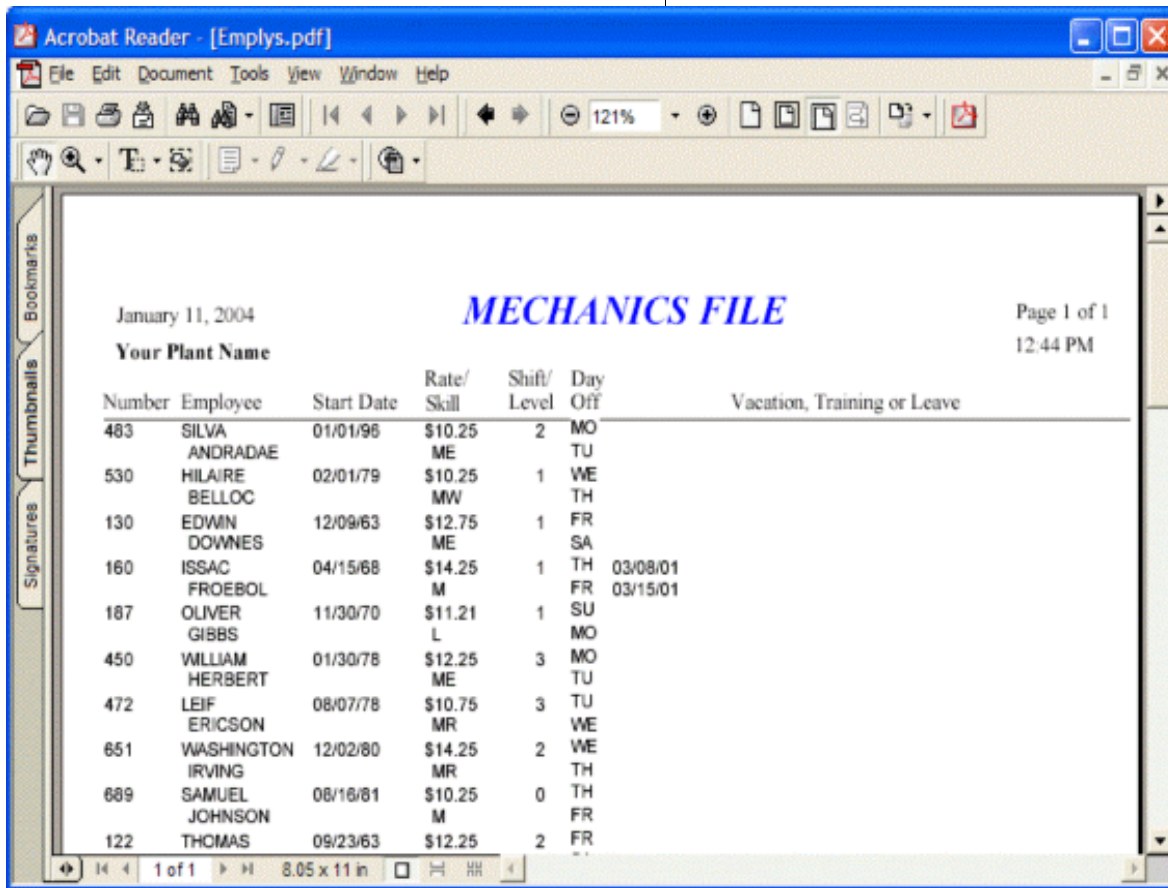 Acrobat Reader - [Emplys.pdf]
File Edit Document Tools View Window Help
121%
Bookmarks
Thumbnails
Signatures
January 11, 2004 MECHANICS FILE Page 1 of 1
Your Plant Name 12:44 PM
Rate/ Shift/ Day
Number Employee Start Date Skill Level Off Vacation, Training or Leave
483 SILVA 01/01/96 $10.25 2 MO
ANDRADAE ME TU
530 HILAIRE 02/01/79 $10.25 1 WE
BELLOC MW TH
130 EDWIN 12/09/63 $12.75 1 FR
DOWNES ME SA
160 ISSAC 04/15/68 $14.25 1 TH 03/08/01
FROEBOL M FR 03/15/01
187 OLIVER 11/30/70 $11.21 1 SU
GIBBS L MO
450 WILLIAM 01/30/78 $12.25 3 MO
HERBERT ME TU
472 LEIF 08/07/78 $10.75 3 TU
ERICSON MR WE
651 WASHINGTON 12/02/80 $14.25 2 WE
IRVING MR TH
689 SAMUEL 08/16/81 $10.25 0 TH
JOHNSON M FR
122 THOMAS 09/23/63 $12.25 2 FR
1 of 1 8.05 x 11 in